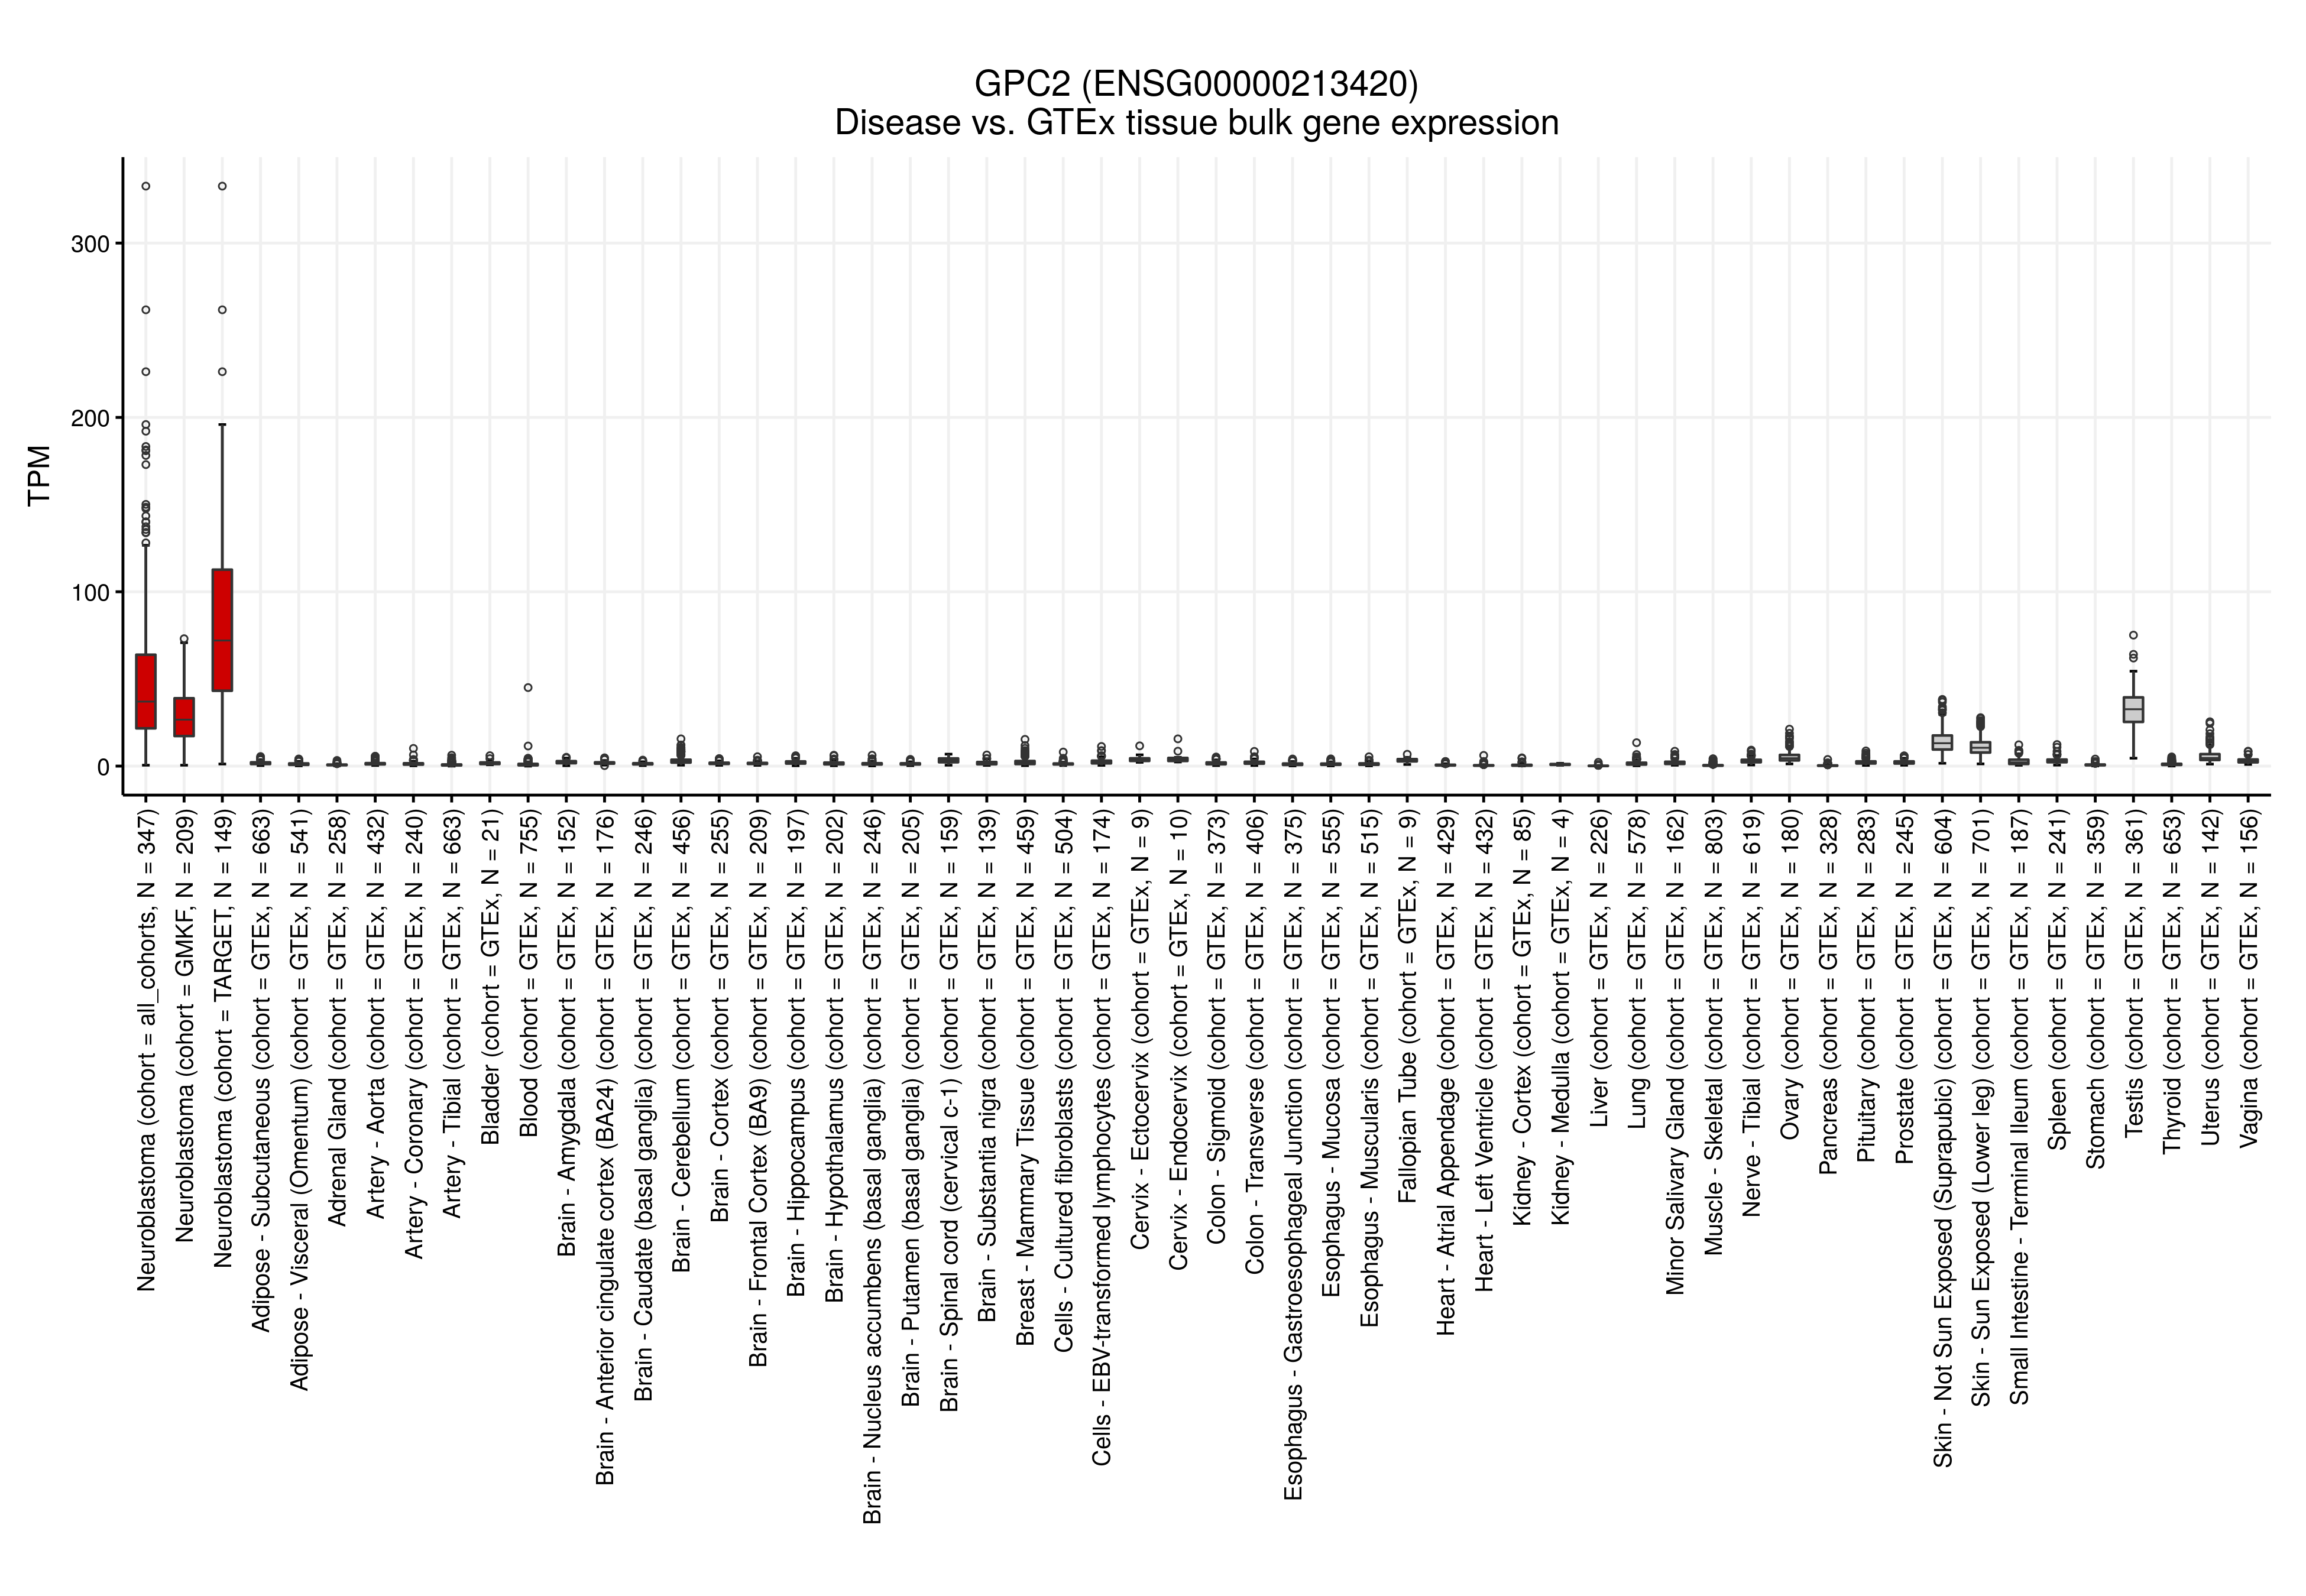 GPC2 (ENSG00000213420)
Disease vs. GTEx tissue bulk gene expression
TPM
300
200
100
0
Neuroblastoma (cohort = all_cohorts, N = 347)
Neuroblastoma (cohort = GMKF, N = 209)
Neuroblastoma (cohort = TARGET, N = 149)
Adipose - Subcutaneous (cohort = GTEx, N = 663)
Adipose - Visceral (Omentum) (cohort = GTEx, N = 541)
Adrenal Gland (cohort = GTEx, N = 258)
Artery - Aorta (cohort = GTEx, N = 432)
Artery - Coronary (cohort = GTEx, N = 240)
Artery - Tibial (cohort = GTEx, N = 663)
Bladder (cohort = GTEx, N = 21)
Blood (cohort = GTEx, N = 755)
Brain - Amygdala (cohort = GTEx, N = 152)
Brain - Anterior cingulate cortex (BA24) (cohort = GTEx, N = 176)
Brain - Caudate (basal ganglia) (cohort = GTEx, N = 246)
Brain - Cerebellum (cohort = GTEx, N = 456)
Brain - Cortex (cohort = GTEx, N = 255)
Brain - Frontal Cortex (BA9) (cohort = GTEx, N = 209)
Brain - Hippocampus (cohort = GTEx, N = 197)
Brain - Hypothalamus (cohort = GTEx, N = 202)
Brain - Nucleus accumbens (basal ganglia) (cohort = GTEx, N = 246)
Brain - Putamen (basal ganglia) (cohort = GTEx, N = 205)
Brain - Spinal cord (cervical c-1) (cohort = GTEx, N = 159)
Brain - Substantia nigra (cohort = GTEx, N = 139)
Breast - Mammary Tissue (cohort = GTEx, N = 459)
Cells - Cultured fibroblasts (cohort = GTEx, N = 504)
Cells - EBV-transformed lymphocytes (cohort = GTEx, N = 174)
Cervix - Ectocervix (cohort = GTEx, N = 9)
Cervix - Endocervix (cohort = GTEx, N = 10)
Colon - Sigmoid (cohort = GTEx, N = 373)
Colon - Transverse (cohort = GTEx, N = 406)
Esophagus - Gastroesophageal Junction (cohort = GTEx, N = 375)
Esophagus - Mucosa (cohort = GTEx, N = 555)
Esophagus - Muscularis (cohort = GTEx, N = 515)
Fallopian Tube (cohort = GTEx, N = 9)
Heart - Atrial Appendage (cohort = GTEx, N = 429)
Heart - Left Ventricle (cohort = GTEx, N = 432)
Kidney - Cortex (cohort = GTEx, N = 85)
Kidney - Medulla (cohort = GTEx, N = 4)
Liver (cohort = GTEx, N = 226)
Lung (cohort = GTEx, N = 578)
Minor Salivary Gland (cohort = GTEx, N = 162)
Muscle - Skeletal (cohort = GTEx, N = 803)
Nerve - Tibial (cohort = GTEx, N = 619)
Ovary (cohort = GTEx, N = 180)
Pancreas (cohort = GTEx, N = 328)
Pituitary (cohort = GTEx, N = 283)
Prostate (cohort = GTEx, N = 245)
Skin - Not Sun Exposed (Suprapubic) (cohort = GTEx, N = 604)
Skin - Sun Exposed (Lower leg) (cohort = GTEx, N = 701)
Small Intestine - Terminal Ileum (cohort = GTEx, N = 187)
Spleen (cohort = GTEx, N = 241)
Stomach (cohort = GTEx, N = 359)
Testis (cohort = GTEx, N = 361)
Thyroid (cohort = GTEx, N = 653)
Uterus (cohort = GTEx, N = 142)
Vagina (cohort = GTEx, N = 156)